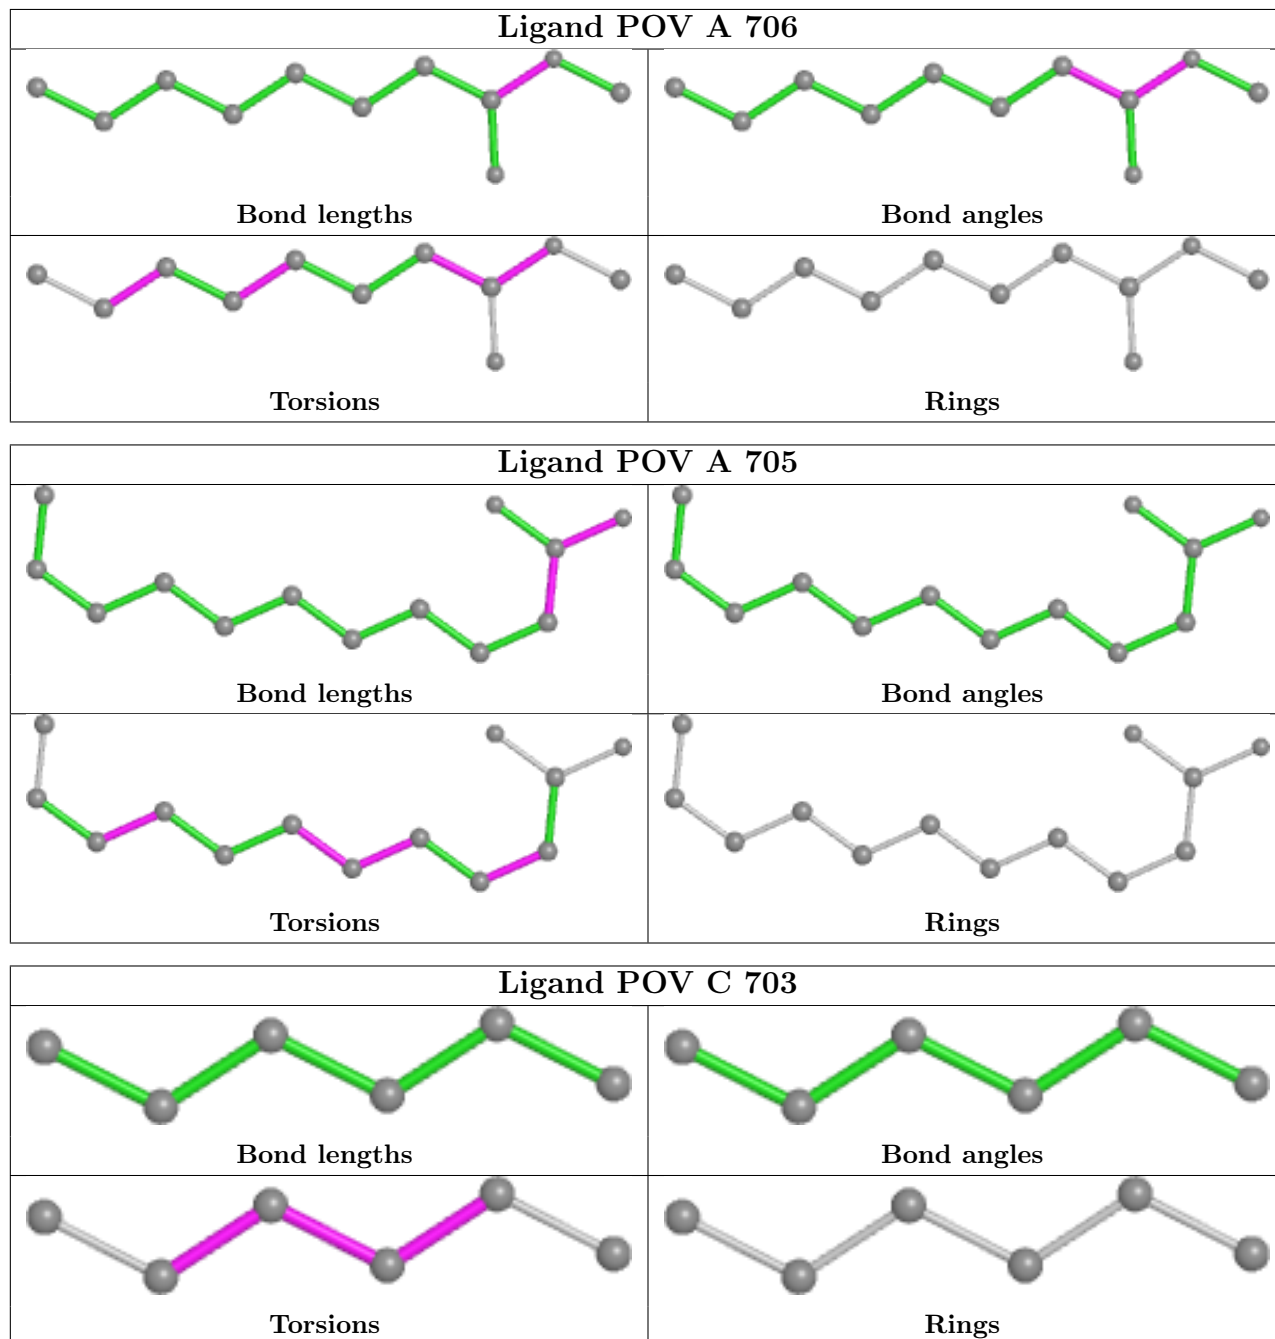 Ligand POV A 706
Bond lengths
Bond angles
Torsions
Rings
Ligand POV A 705
Bond lengths
Bond angles
Torsions
Rings
Ligand POV C 703
Bond lengths
Bond angles
Torsions
Rings